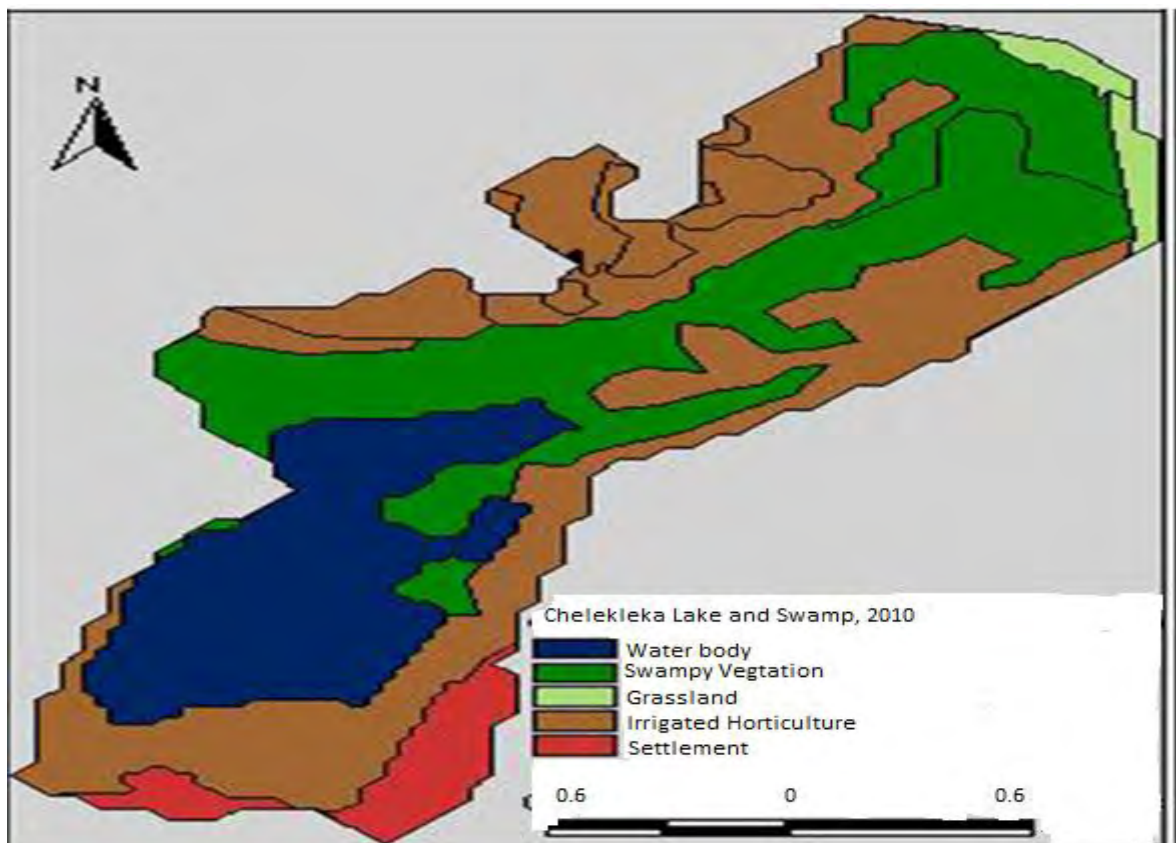 N
Chelekleka Lake and Swamp, 2010
Water body
Swampy Vegtation
Grassland
Irrigated Horticulture
Settlement
0.6 0 0.6